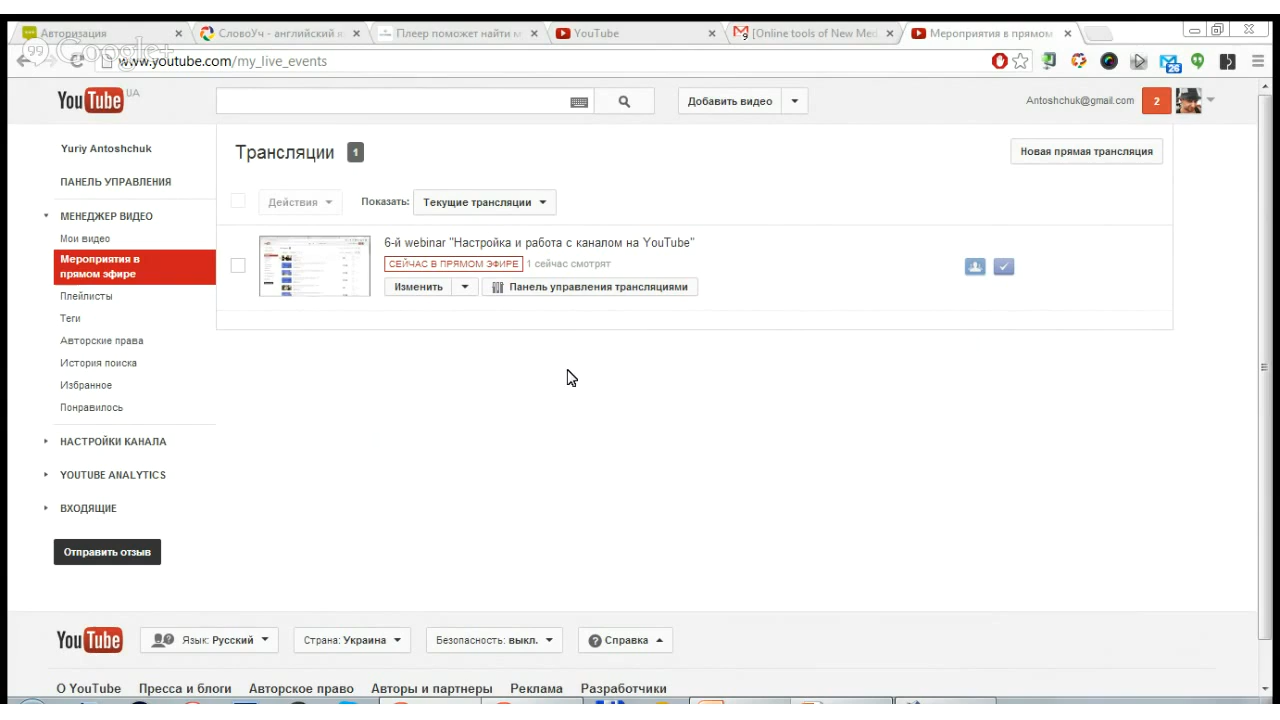 Авторизация
СловоУч - английский я
Плеер поможет найти м
YouTube
[Online tools of New Med
Мероприятия в прямом
99 Google+
www.youtube.com/my_live_events
26
YouTube UA
Добавить видео
Antoshchuk@gmail.com
2
Yuriy Antoshchuk
ПАНЕЛЬ УПРАВЛЕНИЯ
МЕНЕДЖЕР ВИДЕО
Мои видео
Мероприятия в
прямом эфире
Плейлисты
Теги
Авторские права
История поиска
Избранное
Понравилось
НАСТРОЙКИ КАНАЛА
YOUTUBE ANALYTICS
ВХОДЯЩИЕ
Отправить отзыв
Трансляции 1
Новая прямая трансляция
Действия
Показать: Текущие трансляции
6-й webinar "Настройка и работа с каналом на YouTube"
СЕЙЧАС В ПРЯМОМ ЭФИРЕ 1 сейчас смотрят
Изменить
Панель управления трансляциями
YouTube
Язык: Русский
Страна: Украина
Безопасность: выкл.
Справка
О YouTube Пресса и блоги Авторское право Авторы и партнеры Реклама Разработчики